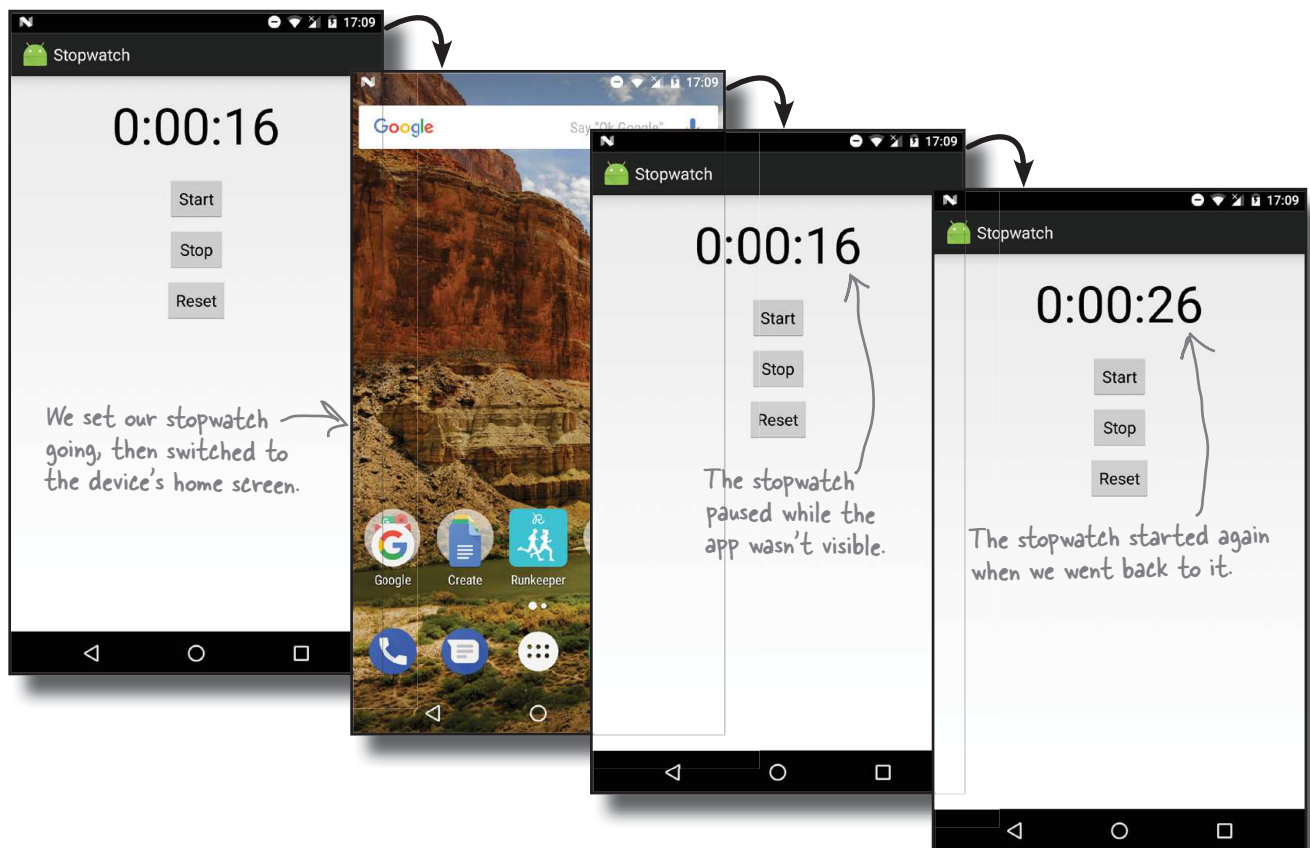 17:09
Stopwatch
0:00:16
Start
Stop
Reset
We set our stopwatch
going, then switched to
the device's home screen.
17:09
Google
Say "Ok Google"
Google
Create
Runkeeper
17:09
Stopwatch
0:00:16
Start
Stop
Reset
The stopwatch
paused while the
app wasn't visible.
17:09
Stopwatch
0:00:26
Start
Stop
Reset
The stopwatch started again
when we went back to it.